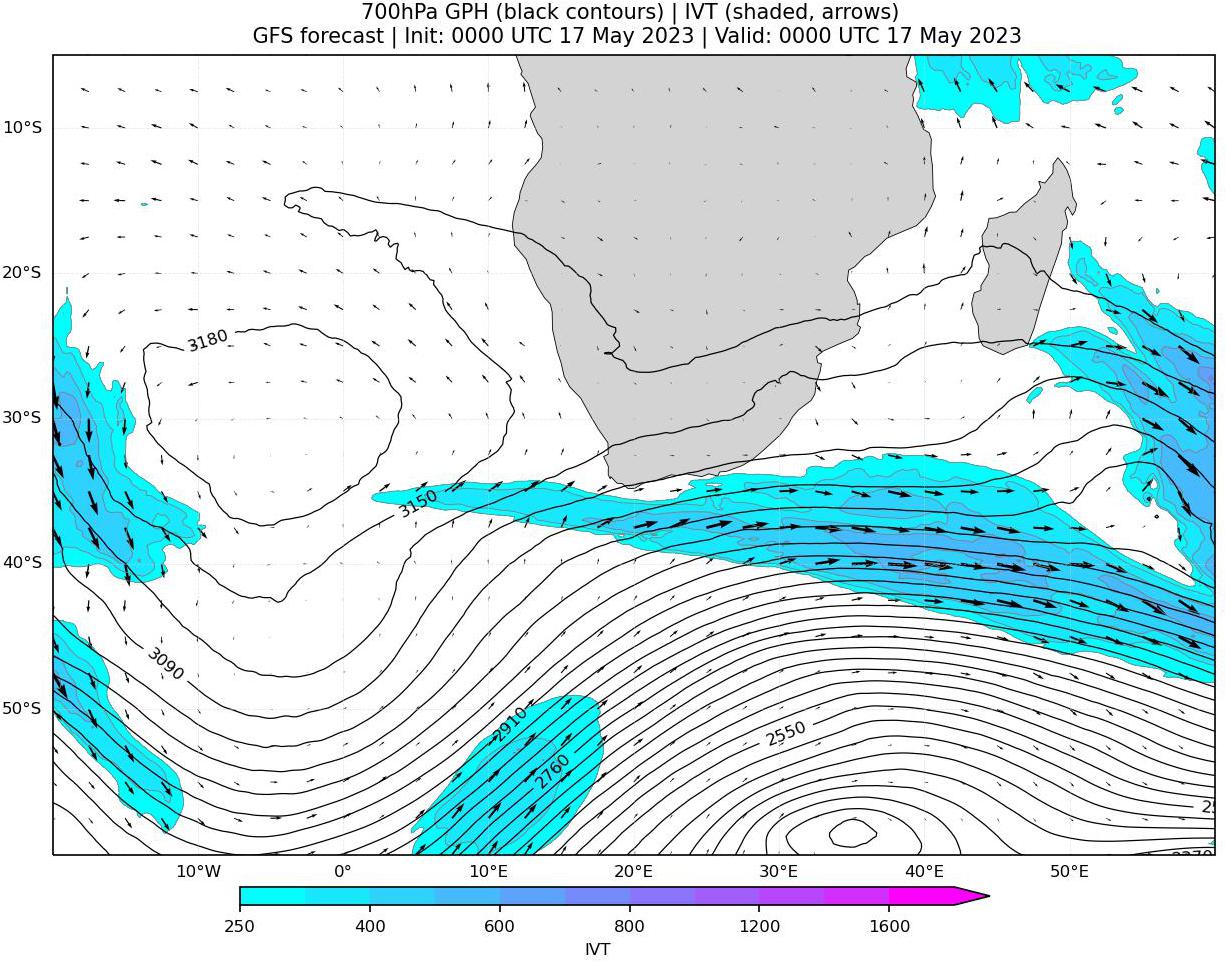 700hPa GPH (black contours) | IVT (shaded, arrows)
GFS forecast | Init: 0000 UTC 17 May 2023 | Valid: 0000 UTC 17 May 2023
10°S
20°S
3180
30°S
3150
40°S
3090
50°S
2910
2550
2760
10°W 0° 10°E 20°E 30°E 40°E 50°E
250 400 600 800 1200 1600
IVT